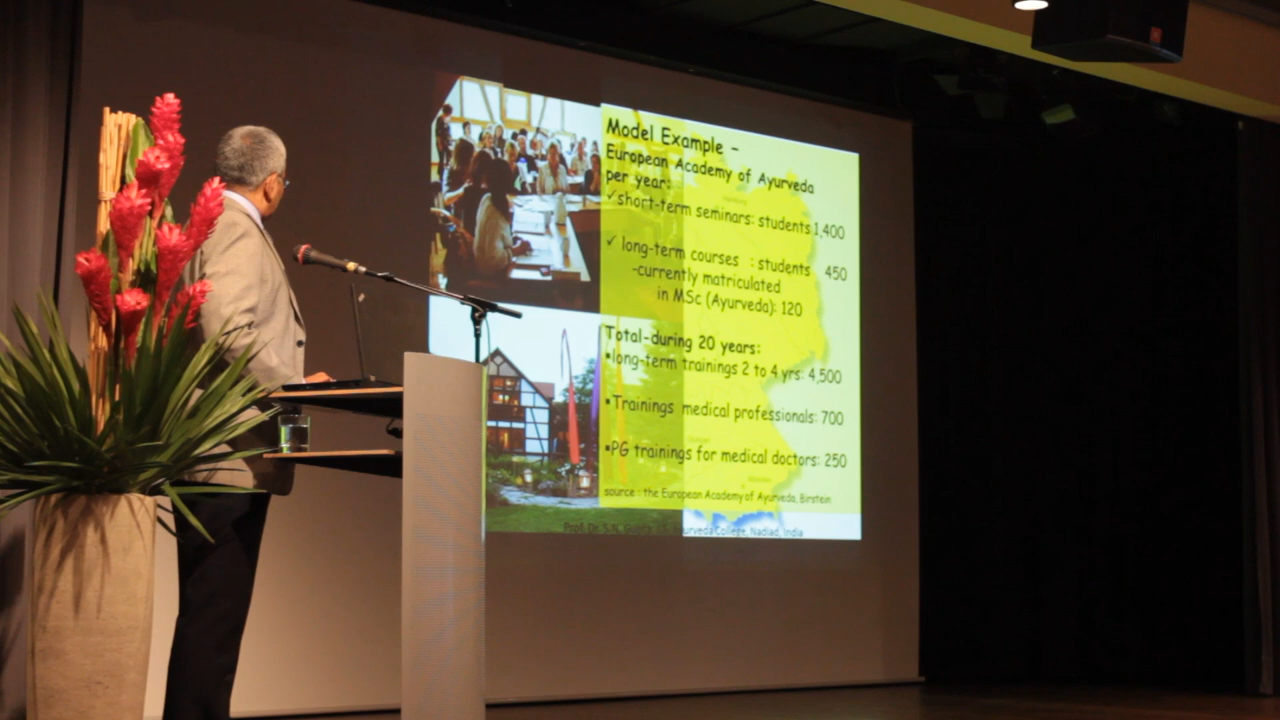 Model Example –
European Academy of Ayurveda
per year:
✓short-term seminars: students 1,400
✓ long-term courses : students 450
-currently matriculated
in MSc (Ayurveda): 120
Total-during 20 years:
•long-term trainings 2 to 4 yrs: 4,500
•Trainings medical professionals: 700
•PG trainings for medical doctors: 250
source : the European Academy of Ayurveda, Birstein
Prof. Dr. S.N. College, Nadiad, India